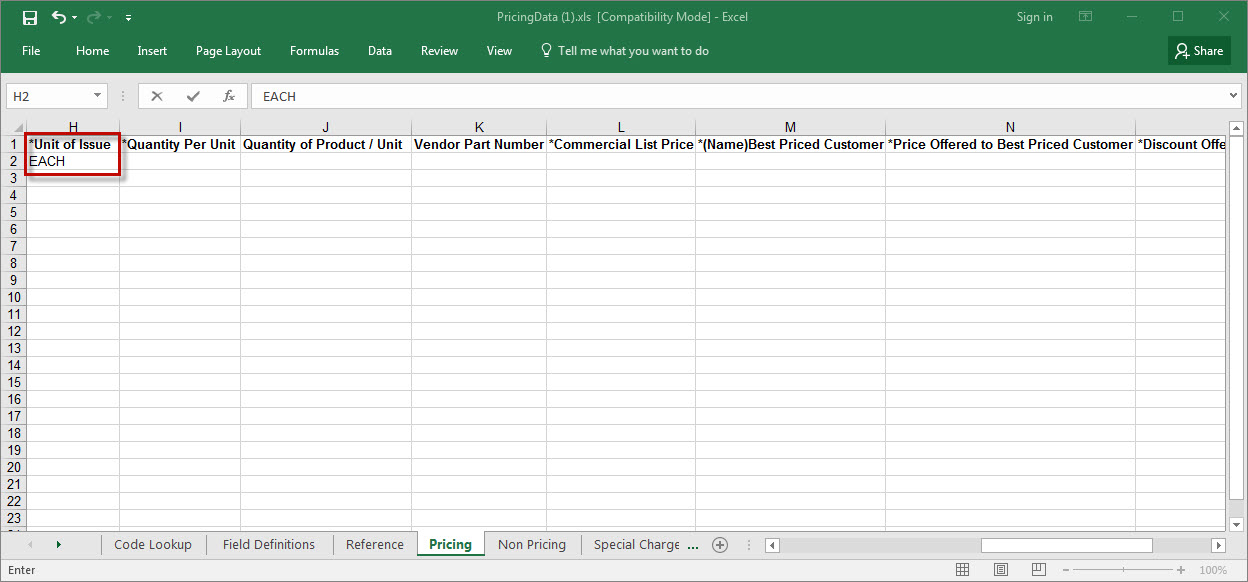 PricingData (1).xls [Compatibility Mode] - Excel
Sign in
File Home Insert Page Layout Formulas Data Review View Tell me what you want to do Share
H2 fx EACH
H I J K L M N
1 *Unit of Issue *Quantity Per Unit Quantity of Product / Unit Vendor Part Number *Commercial List Price *(Name)Best Priced Customer *Price Offered to Best Priced Customer *Discount Offe
2 EACH
3
4
5
6
7
8
9
10
11
12
13
14
15
16
17
18
19
20
21
22
23
Code Lookup Field Definitions Reference Pricing Non Pricing Special Charge ...
Enter 100%